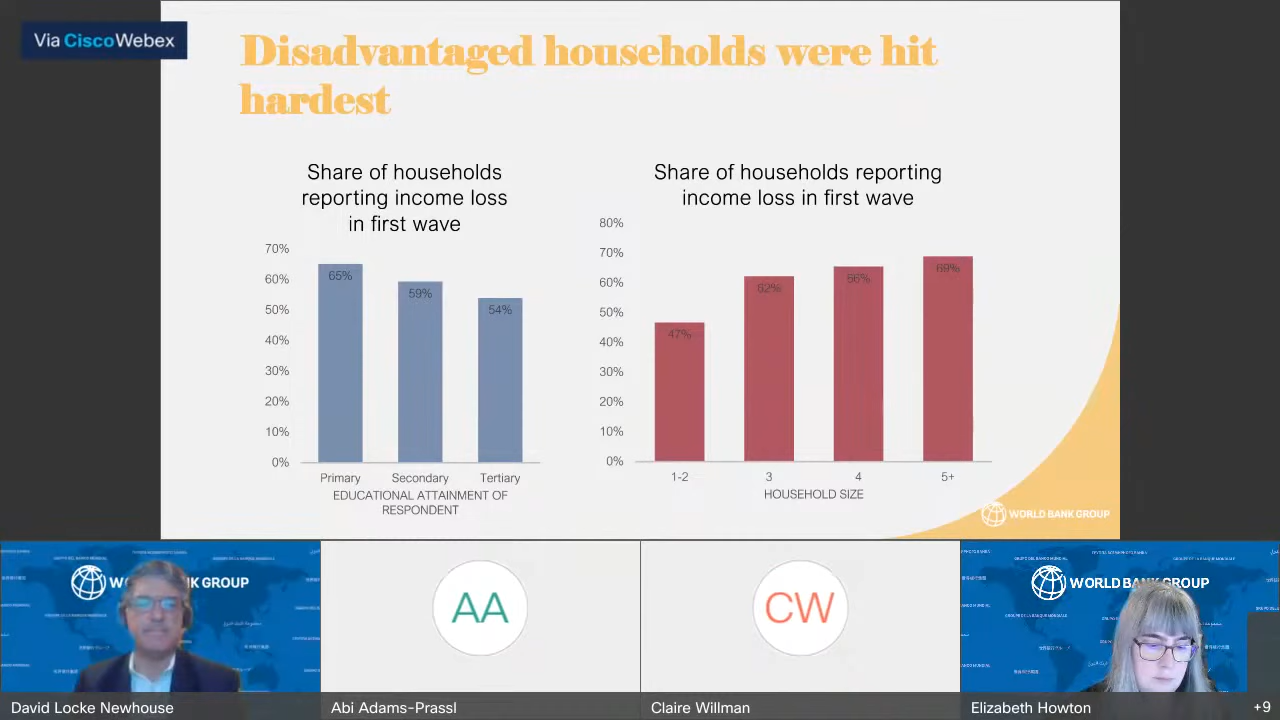 Via Cisco Webex
Disadvantaged households were hit
hardest
Share of households
reporting income loss
in first wave
70%
60%
50%
40%
30%
20%
10%
0%
65%
59%
54%
Primary
Secondary
Tertiary
EDUCATIONAL ATTAINMENT OF
RESPONDENT
Share of households reporting
income loss in first wave
80%
70%
60%
50%
40%
30%
20%
10%
0%
47%
62%
66%
69%
1-2
3
4
5+
HOUSEHOLD SIZE
WORLD BANK GROUP
GROUP
AA
CW
WORLD BANK GROUP
David Locke Newhouse
Abi Adams-Prassl
Claire Willman
Elizabeth Howton
+9